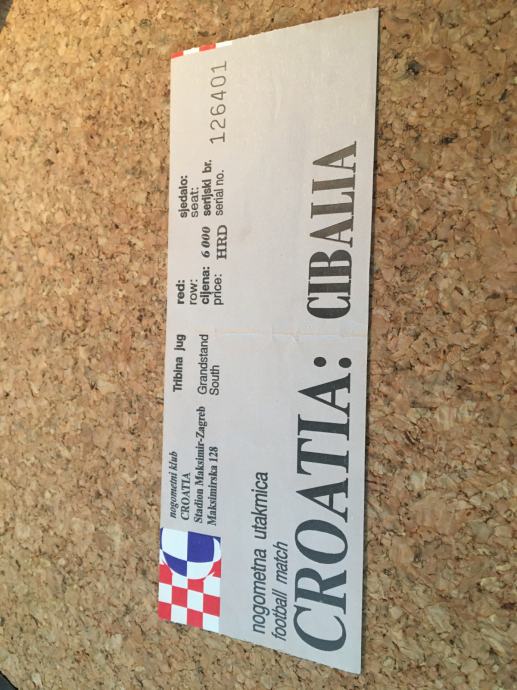 nogometni klub
CROATIA
Stadion Maksimir-Zagreb
Maksimirska 128
Tribina jug
Grandstand
South
red:
row:
sjedalo:
seat:
cijena: 6 000
price: HRD
serijski br.
serial no.
126401
nogometna utakmica
football match
CROATIA: CIBALIA